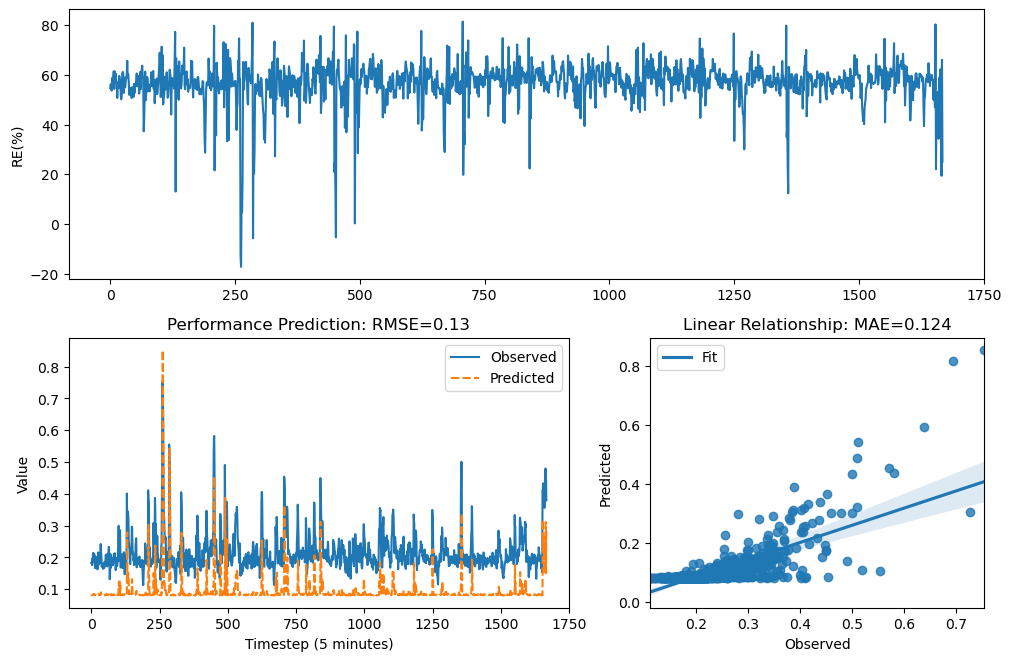 RE(%)
80
60
40
20
0
−20
0 250 500 750 1000 1250 1500 1750
Performance Prediction: RMSE=0.13
Value
0.8
0.7
0.6
0.5
0.4
0.3
0.2
0.1
Observed
Predicted
0 250 500 750 1000 1250 1500 1750
Timestep (5 minutes)
Linear Relationship: MAE=0.124
Predicted
0.8
0.6
0.4
0.2
0.0
Fit
0.2 0.3 0.4 0.5 0.6 0.7
Observed